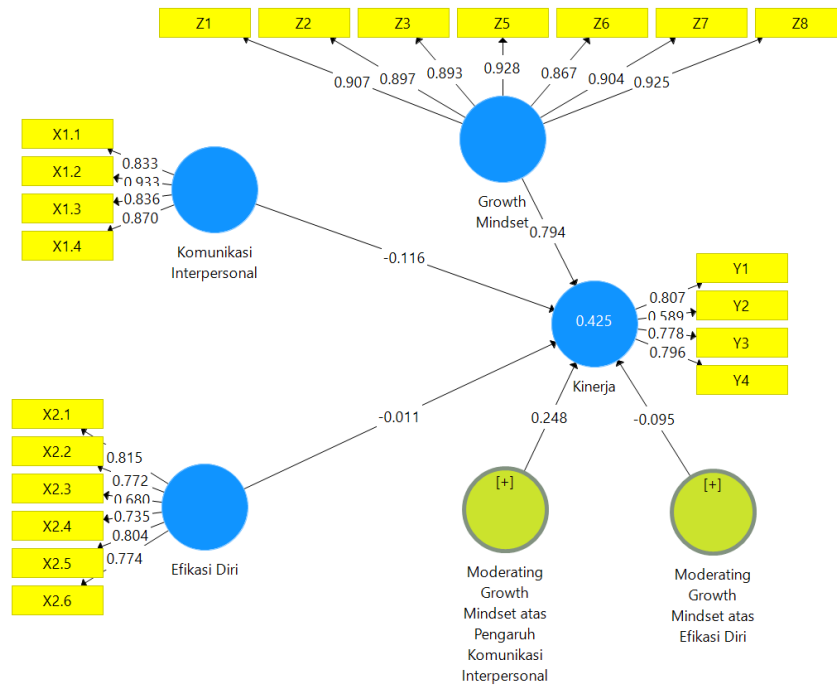 Z1 Z2 Z3 Z5 Z6 Z7 Z8
0.907 0.897 0.893 0.928 0.867 0.904 0.925
Growth
Mindset
X1.1
X1.2
X1.3
X1.4
0.833
0.933
0.836
0.870
Komunikasi
Interpersonal
0.794
-0.116
0.425
Kinerja
0.807
0.589
0.778
0.796
Y1
Y2
Y3
Y4
X2.1
X2.2
X2.3
X2.4
X2.5
X2.6
0.815
0.772
0.680
0.735
0.804
0.774
Efikasi Diri
-0.011
0.248
-0.095
[+]
Moderating
Growth
Mindset atas
Pengaruh
Komunikasi
Interpersonal
[+]
Moderating
Growth
Mindset atas
Efikasi Diri